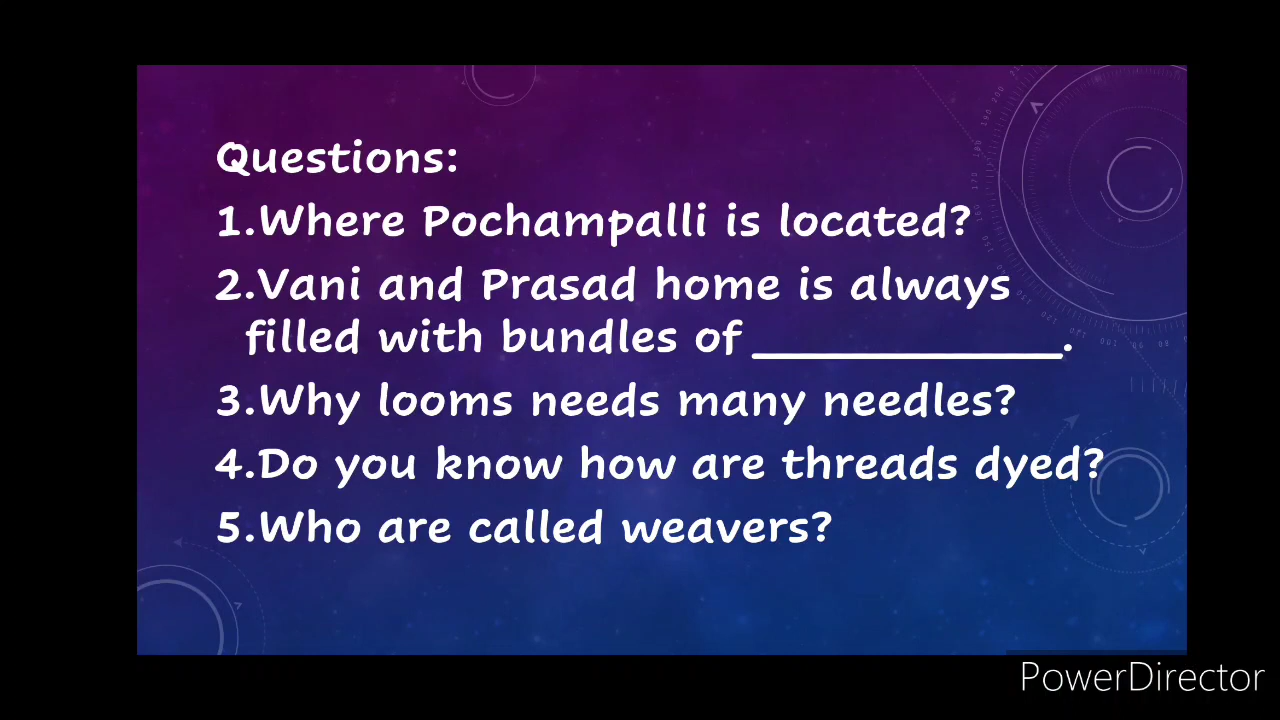 Questions:
1.Where Pochampalli is located?
2.Vani and Prasad home is always
filled with bundles of ______________.
3.Why looms needs many needles?
4.Do you know how are threads dyed?
5.Who are called weavers?
PowerDirector